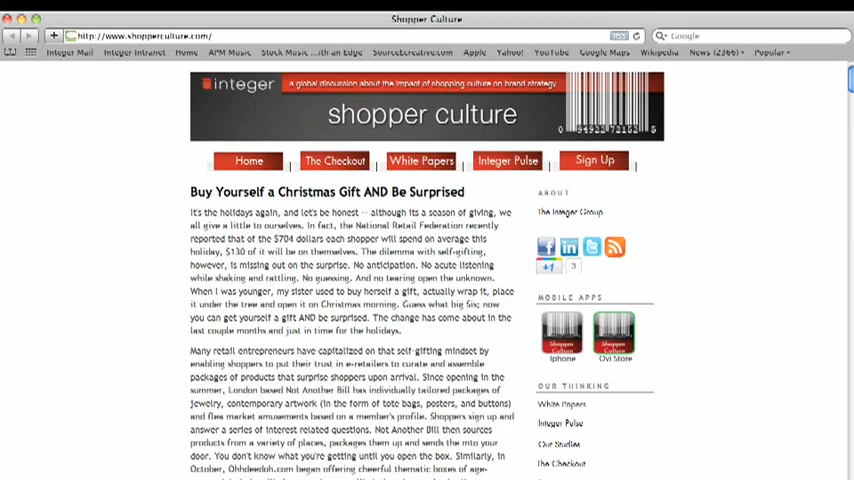 Shopper Culture
http://www.shopperculture.com/
Google
Integer Mail Integer Intranet Home APM Music Stock Music ...ith an Edge SourceEcreative.com Apple Yahoo! YouTube Google Maps Wikipedia News (2366) Popular
integer a global discussion about the impact of shopping culture on brand strategy
shopper culture
0 94922 72152 5
Home The Checkout White Papers Integer Pulse Sign Up
Buy Yourself a Christmas Gift AND Be Surprised
It's the holidays again, and let's be honest -- although its a season of giving, we
all give a little to ourselves. In fact, the National Retail Federation recently
reported that of the $704 dollars each shopper will spend on average this
holiday, $130 of it will be on themselves. The dilemma with self-gifting,
however, is missing out on the surprise. No anticipation. No acute listening
while shaking and rattling. No guessing. And no tearing open the unknown.
When I was younger, my sister used to buy herself a gift, actually wrap it, place
it under the tree and open it on Christmas morning. Guess what big Sis; now
you can get yourself a gift AND be surprised. The change has come about in the
last couple months and just in time for the holidays.
Many retail entrepreneurs have capitalized on that self-gifting mindset by
enabling shoppers to put their trust in e-retailers to curate and assemble
packages of products that surprise shoppers upon arrival. Since opening in the
summer, London based Not Another Bill has individually tailored packages of
jewelry, contemporary artwork (in the form of tote bags, posters, and buttons)
and flea market amusements based on a member's profile. Shoppers sign up and
answer a series of interest related questions. Not Another Bill then sources
products from a variety of places, packages them up and sends the mto your
door. You don't know what you're getting until you open the box. Similarly, in
October, Ohhdeedoh.com began offering cheerful thematic boxes of age-
ABOUT
The Integer Group
+1 3
MOBILE APPS
Shopper Culture Shopper Culture
Iphone Ovi Store
OUR THINKING
White Papers
Integer Pulse
Our Studies
The Checkout